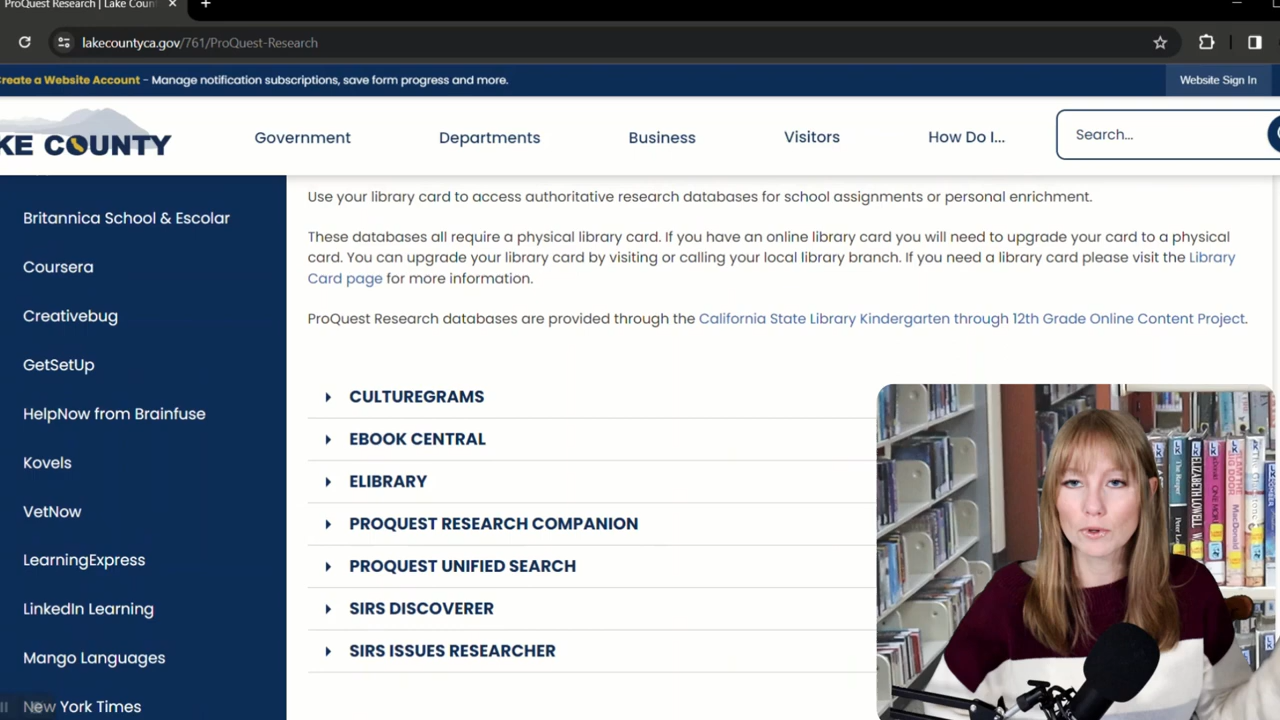 ProQuest Research | Lake Coun
lakecountyca.gov/761/ProQuest-Research
reate a Website Account - Manage notification subscriptions, save form progress and more.
Website Sign In
KE COUNTY
Government
Departments
Business
Visitors
How Do I...
Search...
Britannica School & Escolar
Coursera
Creativebug
GetSetUp
HelpNow from Brainfuse
Kovels
VetNow
LearningExpress
LinkedIn Learning
Mango Languages
New York Times
Use your library card to access authoritative research databases for school assignments or personal enrichment.
These databases all require a physical library card. If you have an online library card you will need to upgrade your card to a physical
card. You can upgrade your library card by visiting or calling your local library branch. If you need a library card please visit the Library
Card page for more information.
ProQuest Research databases are provided through the California State Library Kindergarten through 12th Grade Online Content Project.
CULTUREGRAMS
EBOOK CENTRAL
ELIBRARY
PROQUEST RESEARCH COMPANION
PROQUEST UNIFIED SEARCH
SIRS DISCOVERER
SIRS ISSUES RESEARCHER
ELIZABETH LOWELL
MacDonald